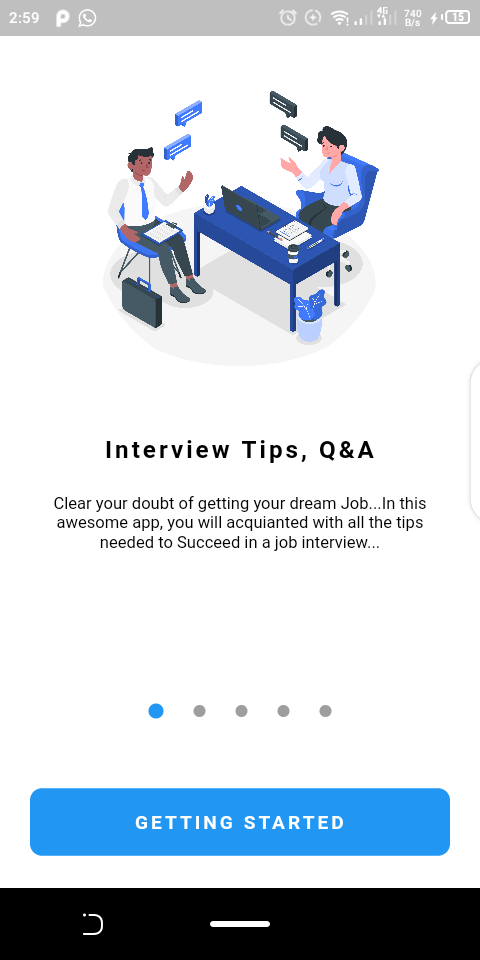 2:59
4G
740
B/s
15
Interview Tips, Q&A
Clear your doubt of getting your dream Job...In this
awesome app, you will acquianted with all the tips
needed to Succeed in a job interview...
GETTING STARTED